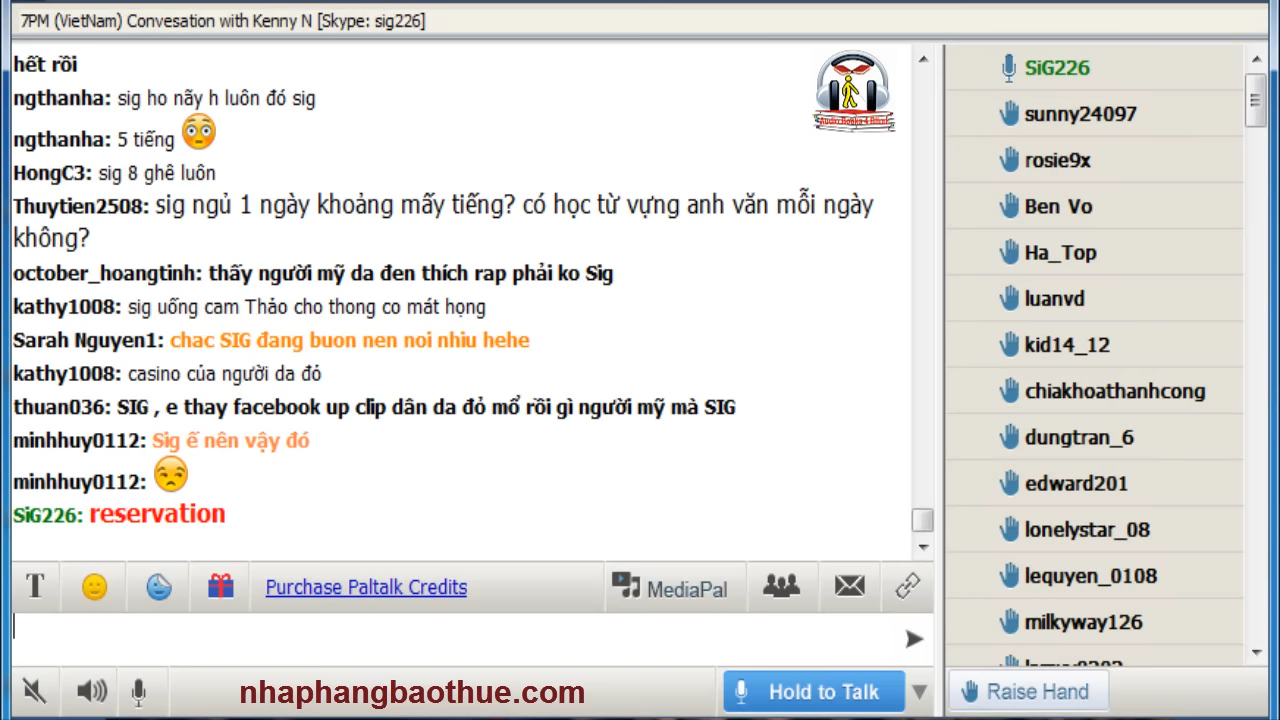 7PM (VietNam) Convesation with Kenny N [Skype: sig226]
hết rồi
ngthanha: sig ho nãy h luôn đó sig
ngthanha: 5 tiếng
HongC3: sig 8 ghê luôn
Thuytien2508: sig ngủ 1 ngày khoảng mấy tiếng? có học từ vựng anh văn mỗi ngày
không?
october_hoangtinh: thấy người mỹ da đen thích rap phải ko Sig
kathy1008: sig uống cam Thảo cho thong co mát họng
Sarah Nguyen1: chac SIG đang buon nen noi nhiu hehe
kathy1008: casino của người da đỏ
thuan036: SIG , e thay facebook up clip dân da đỏ mổ rồi gì người mỹ mà SIG
minhhuy0112: Sig ế nên vậy đó
minhhuy0112:
SiG226: reservation
Audio Books 4 Blind
SiG226
sunny24097
rosie9x
Ben Vo
Ha_Top
luanvd
kid14_12
chiakhoathanhcong
dungtran_6
edward201
lonelystar_08
lequyen_0108
milkyway126
T
Purchase Paltalk Credits
MediaPal
nhaphangbaothue.com
Hold to Talk
Raise Hand